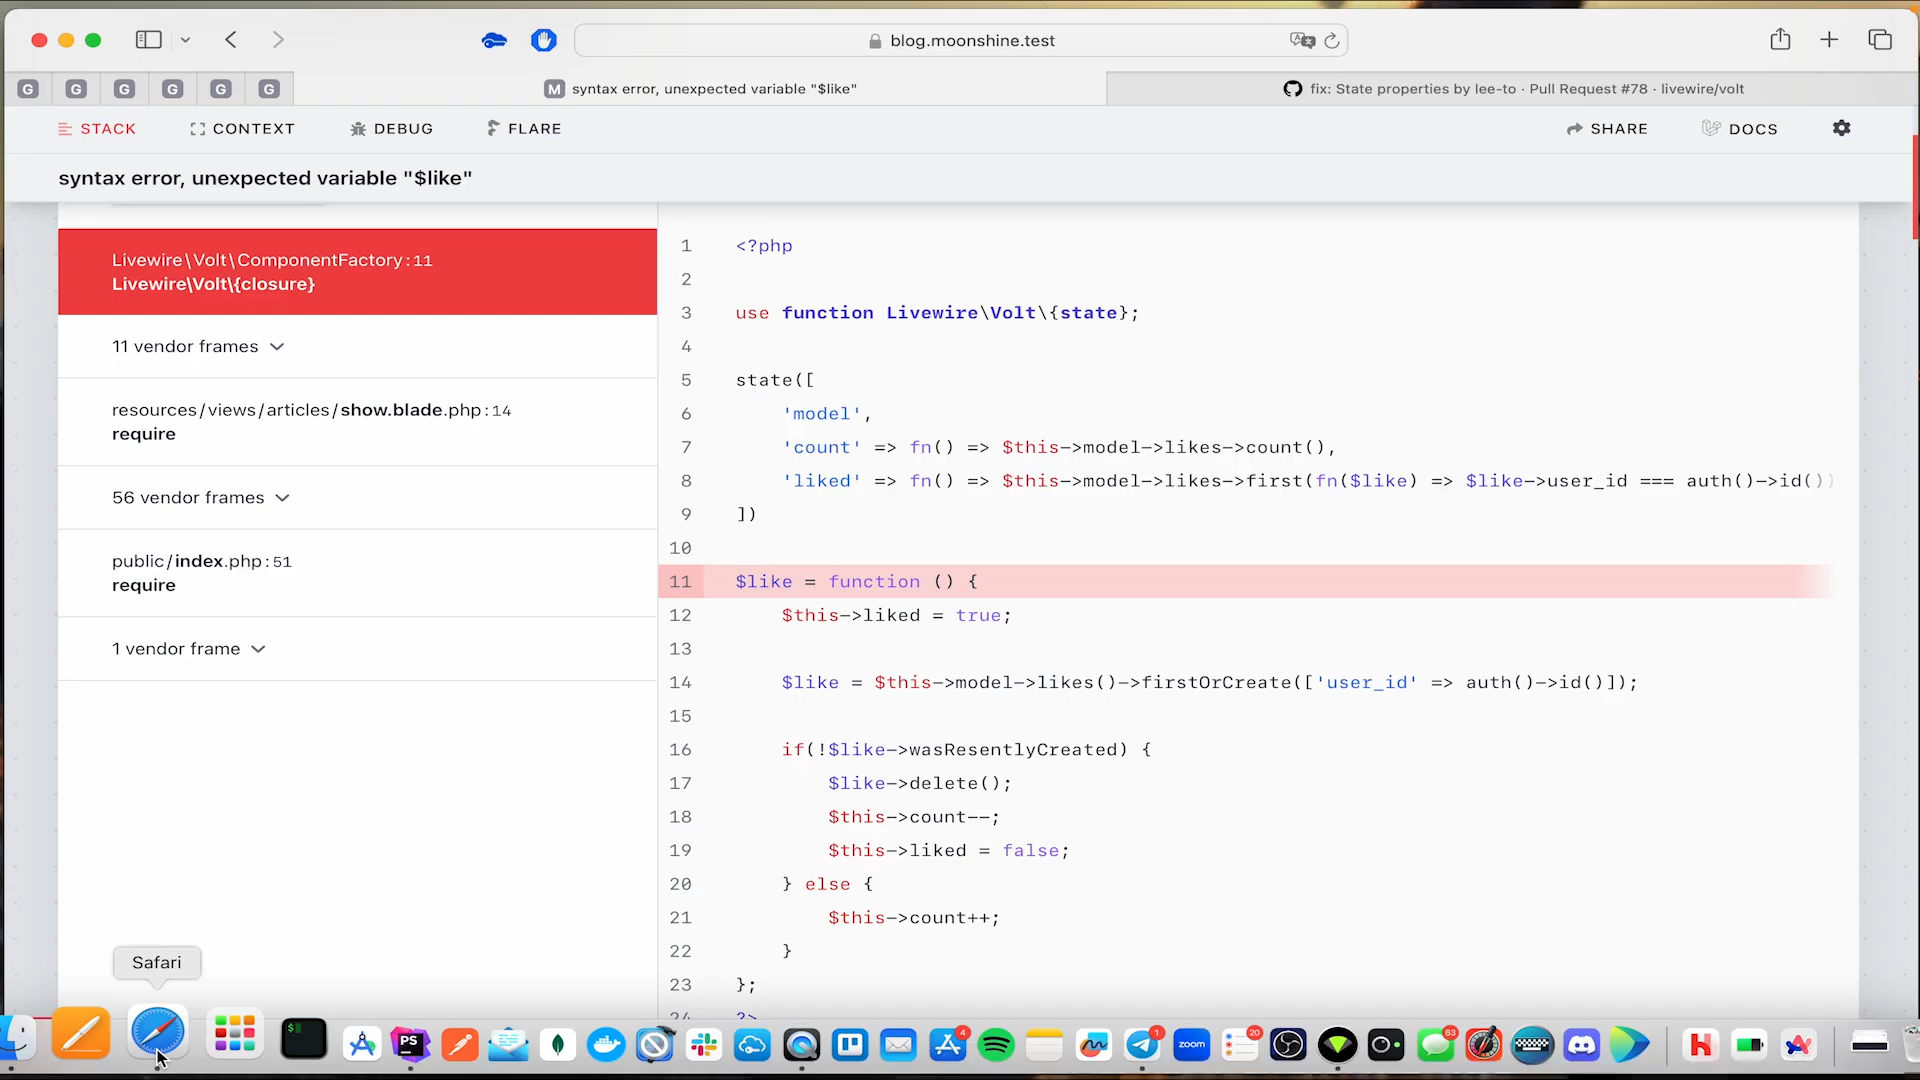 blog.moonshine.test
G G G G G G
M syntax error, unexpected variable "$like"
fix: State properties by lee-to · Pull Request #78 · livewire/volt
STACK CONTEXT DEBUG FLARE SHARE DOCS
syntax error, unexpected variable "$like"
Livewire\Volt\ComponentFactory:11
Livewire\Volt\{closure}
11 vendor frames
resources/views/articles/show.blade.php:14
require
56 vendor frames
public/index.php:51
require
1 vendor frame
1 <?php
2
3 use function Livewire\Volt\{state};
4
5 state([
6 'model',
7 'count' => fn() => $this->model->likes->count(),
8 'liked' => fn() => $this->model->likes->first(fn($like) => $like->user_id === auth()->id())
9 ])
10
11 $like = function () {
12 $this->liked = true;
13
14 $like = $this->model->likes()->firstOrCreate(['user_id' => auth()->id()]);
15
16 if(!$like->wasResentlyCreated) {
17 $like->delete();
18 $this->count--;
19 $this->liked = false;
20 } else {
21 $this->count++;
22 }
23 };
24 ?>
Safari
$
PS
4
1
zoom
20
63
h